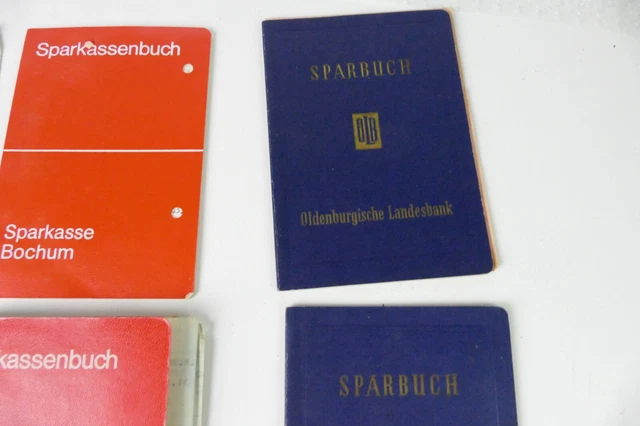 Sparkassenbuch
Sparkasse
Bochum
SPARBUCH
OLB
Oldenburgische Landesbank
kassenbuch
SPARBUCH